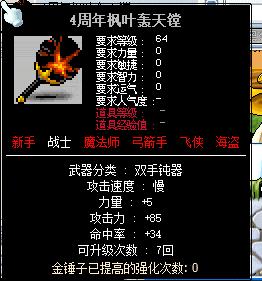 4周年枫叶轰天镗
要求等级: 64
要求力量: 0
要求敏捷: 0
要求智力: 0
要求运气: 0
要求人气度: -
道具等级: -
道具经验值: -
新手 战士 魔法师 弓箭手 飞侠 海盗
武器分类 : 双手钝器
攻击速度 : 慢
力量 : +5
攻击力 : +85
命中率 : +34
可升级次数 : 7回
金锤子已提高的强化次数: 0